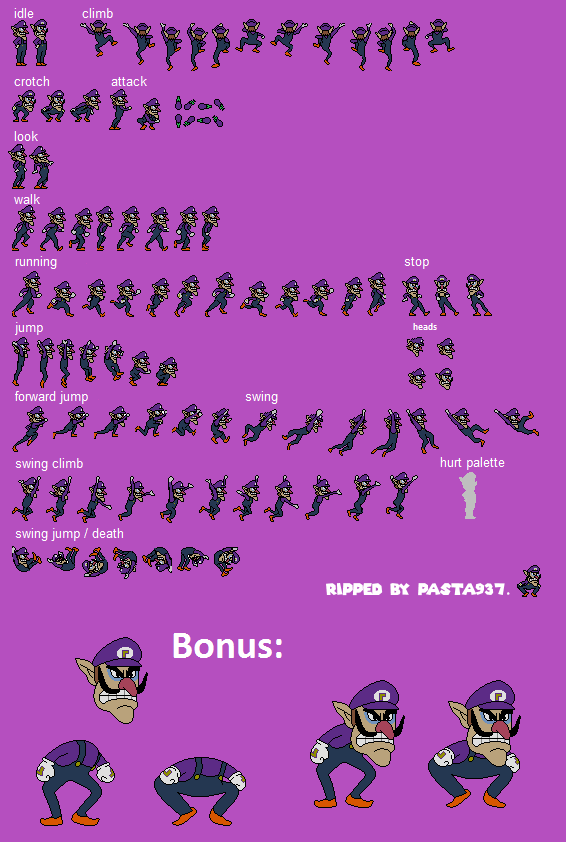 idle
climb
crotch
attack
look
walk
running
stop
jump
heads
forward jump
swing
swing climb
hurt palette
swing jump / death
RIPPED BY PASTA937.
Bonus: